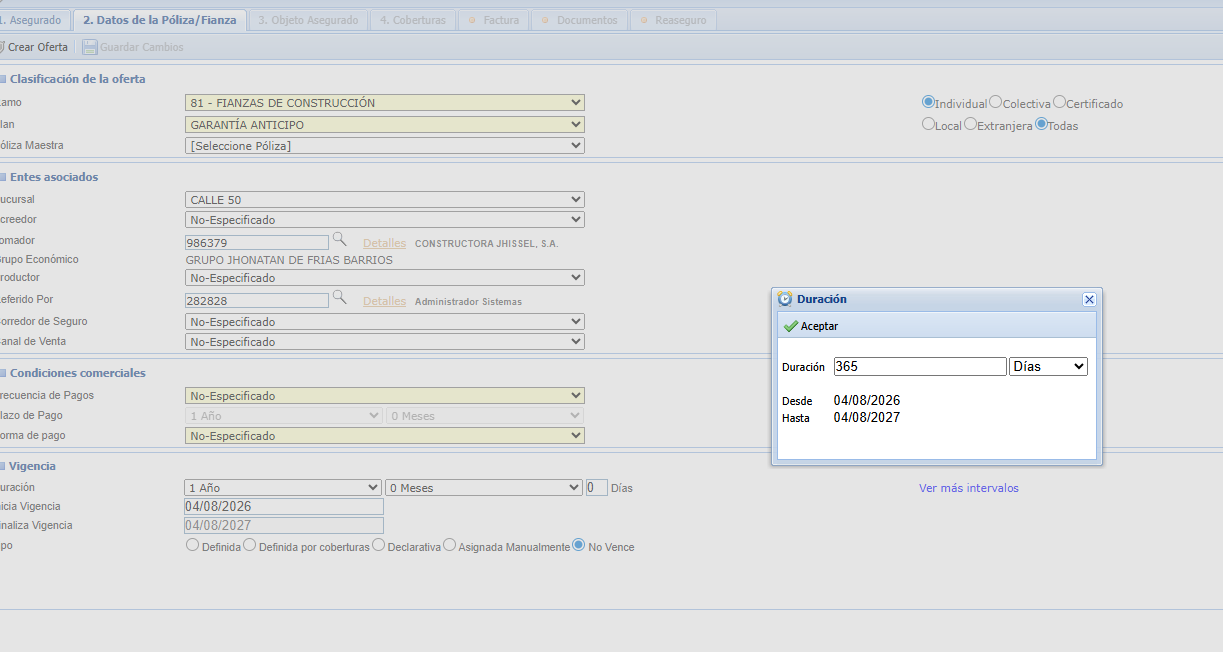 1. Asegurado 2. Datos de la Póliza/Fianza 3. Objeto Asegurado 4. Coberturas Factura Documentos Reaseguro
Crear Oferta Guardar Cambios
Clasificación de la oferta
amo 81 - FIANZAS DE CONSTRUCCIÓN Individual Colectiva Certificado
lan GARANTÍA ANTICIPO Local Extranjera Todas
óliza Maestra [Seleccione Póliza]
Entes asociados
ucursal CALLE 50
creedor No-Especificado
omador 986379 Detalles CONSTRUCTORA JHISSEL, S.A.
rupo Económico GRUPO JHONATAN DE FRIAS BARRIOS
roductor No-Especificado
eferido Por 282828 Detalles Administrador Sistemas
orredor de Seguro No-Especificado
anal de Venta No-Especificado
Condiciones comerciales
recuencia de Pagos No-Especificado
lazo de Pago 1 Año 0 Meses
orma de pago No-Especificado
Vigencia
uración 1 Año 0 Meses 0 Días Ver más intervalos
icia Vigencia 04/08/2026
inaliza Vigencia 04/08/2027
po Definida Definida por coberturas Declarativa Asignada Manualmente No Vence
Duración
Aceptar
Duración 365 Días
Desde 04/08/2026
Hasta 04/08/2027